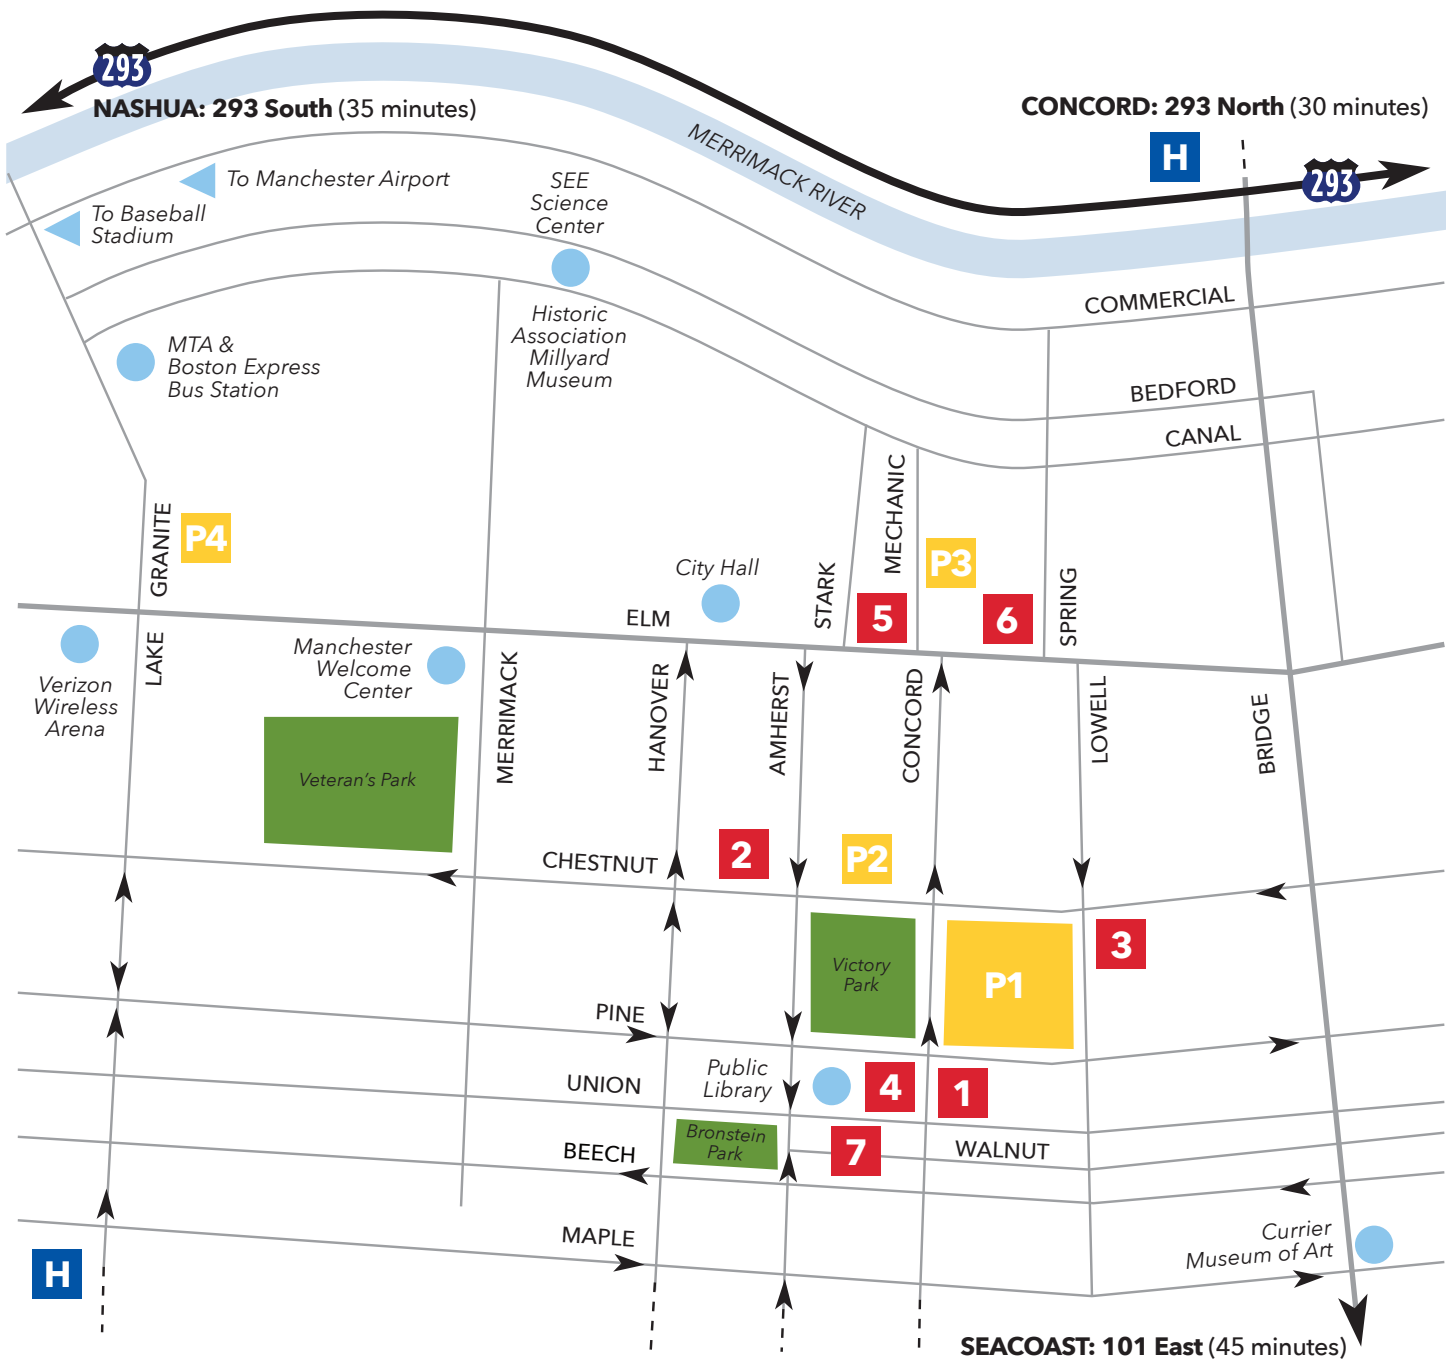 293
NASHUA: 293 South (35 minutes)
CONCORD: 293 North (30 minutes)
H
293
MERRIMACK RIVER
To Manchester Airport
To Baseball
Stadium
SEE
Science
Center
Historic
Association
Millyard
Museum
MTA &
Boston Express
Bus Station
COMMERCIAL
BEDFORD
CANAL
GRANITE
P4
City Hall
STARK
MECHANIC
P3
5
6
SPRING
ELM
Verizon
Wireless
Arena
LAKE
Manchester
Welcome
Center
MERRIMACK
HANOVER
AMHERST
CONCORD
LOWELL
BRIDGE
Veteran's Park
CHESTNUT
2
P2
Victory
Park
P1
3
PINE
UNION
Public
Library
4
1
Bronstein
Park
7
WALNUT
BEECH
MAPLE
H
Currier
Museum of Art
SEACOAST: 101 East (45 minutes)